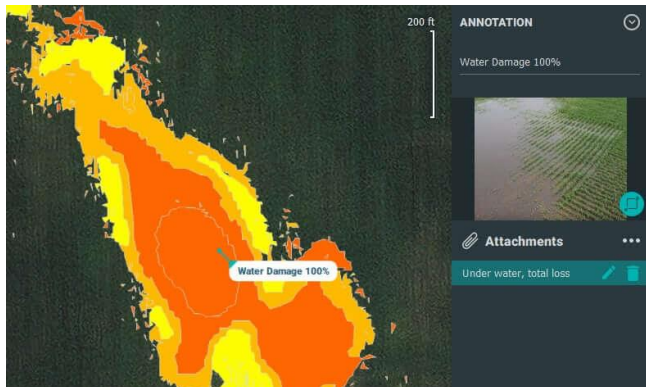 200 ft
Water Damage 100%
ANNOTATION
Water Damage 100%
Attachments
Under water, total loss